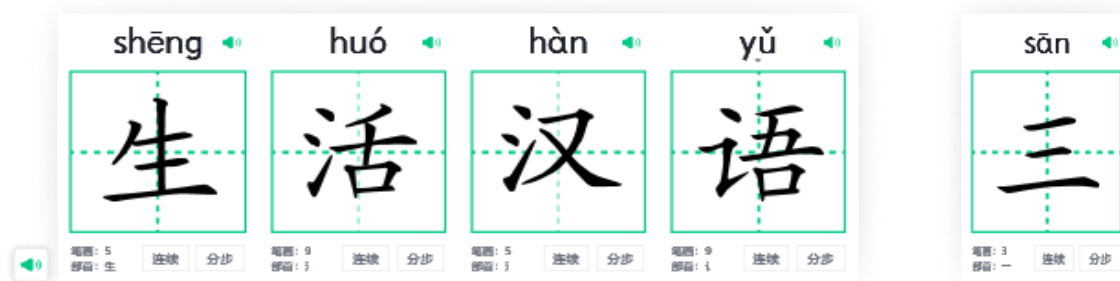 shēng huó hàn yǔ sān
生 活 汉 语 三
笔画：5 连续 分步 笔画：9 连续 分步 笔画：5 连续 分步 笔画：9 连续 分步 笔画：3 连续 分步
部首：生 部首：氵 部首：氵 部首：讠 部首：一